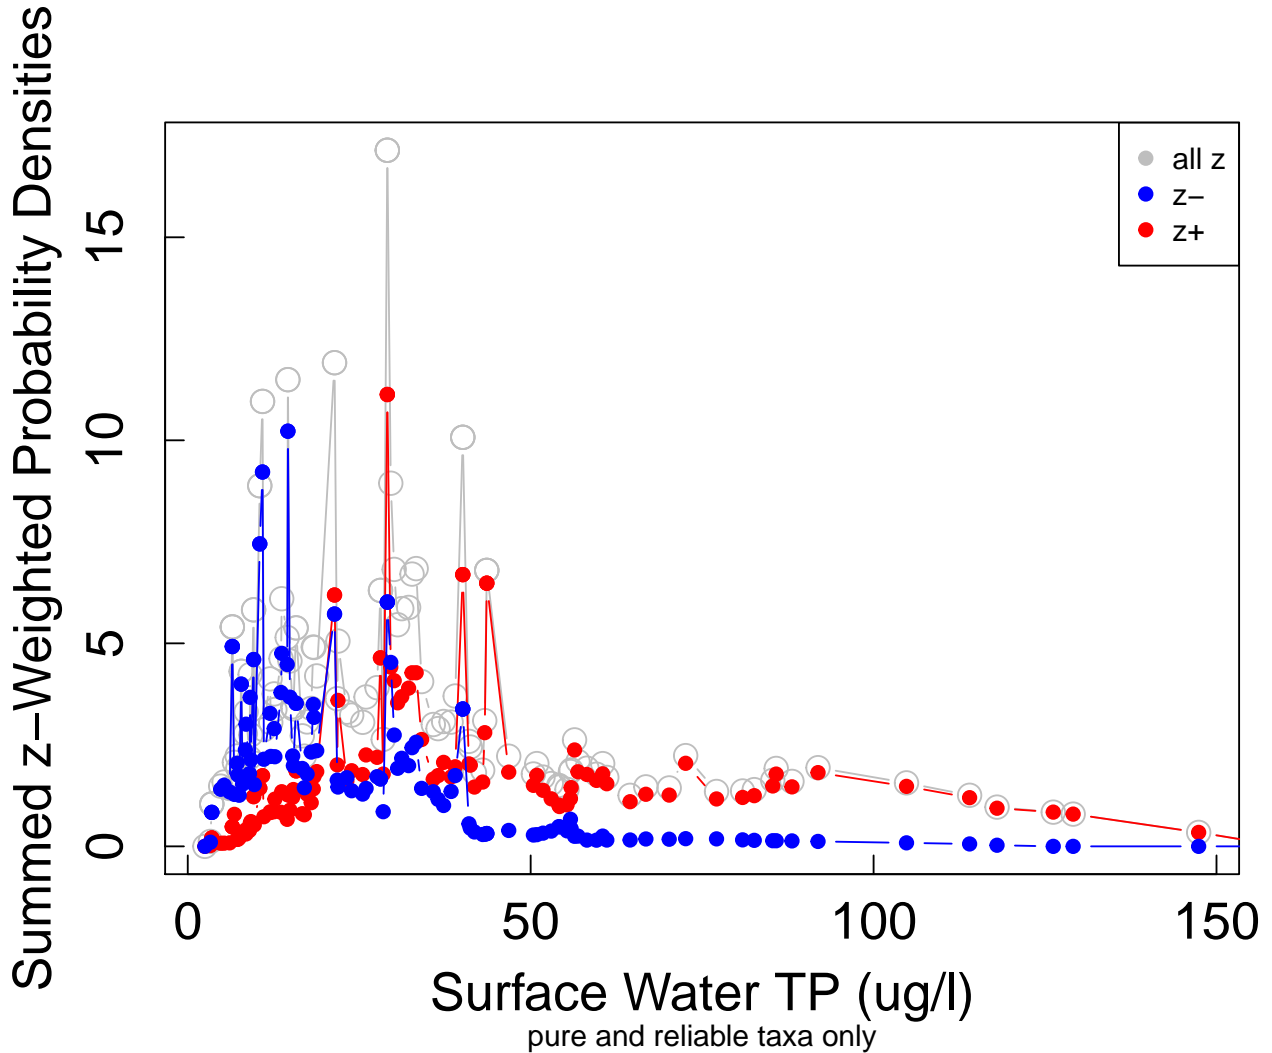 Summed z−Weighted Probability Densities
15
10
5
0
all z
z−
z+
0 50 100 150
Surface Water TP (ug/l)
pure and reliable taxa only